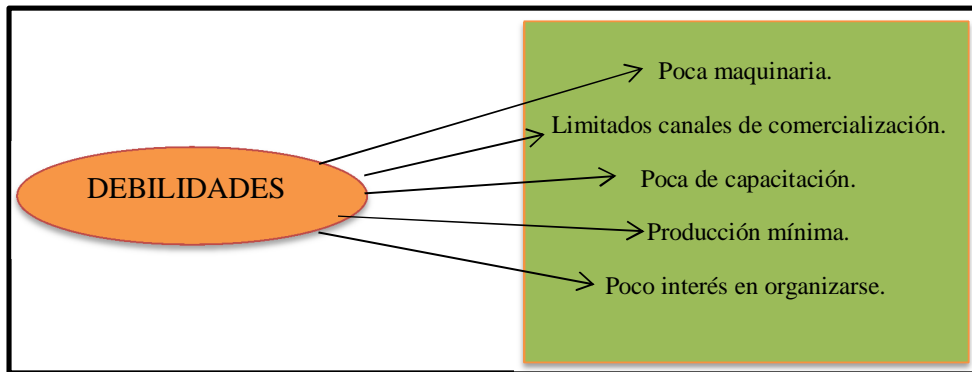 DEBILIDADES
Poca maquinaria.
Limitados canales de comercialización.
Poca de capacitación.
Producción mínima.
Poco interés en organizarse.